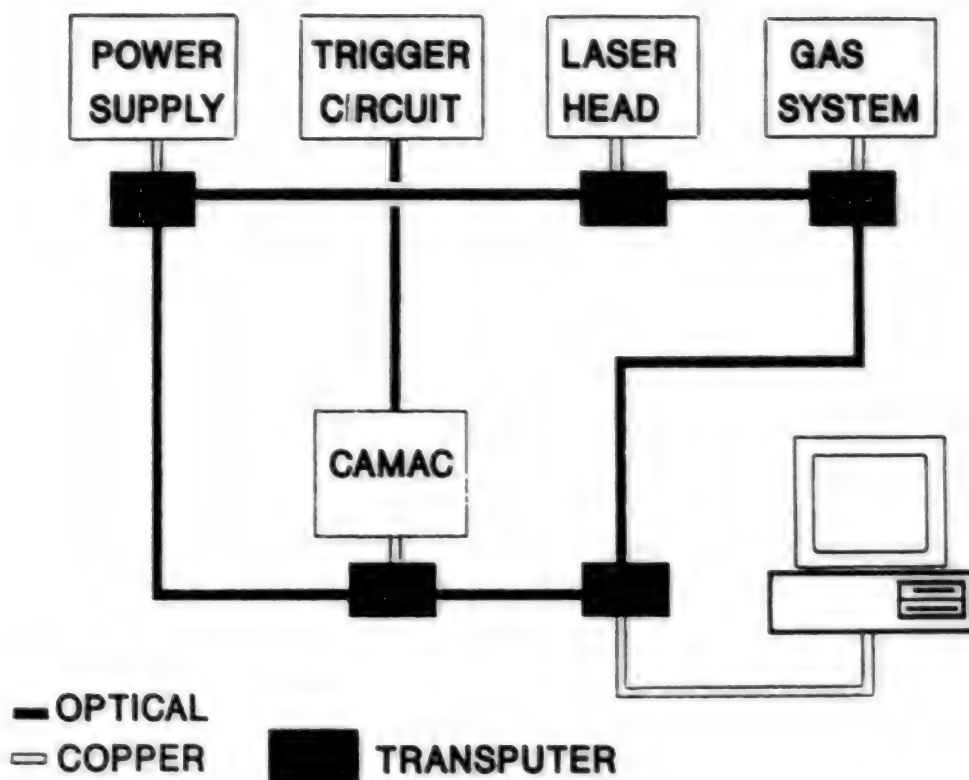 POWER
SUPPLY
TRIGGER
CIRCUIT
LASER
HEAD
GAS
SYSTEM
CAMAC
OPTICAL
COPPER
TRANSPUTER